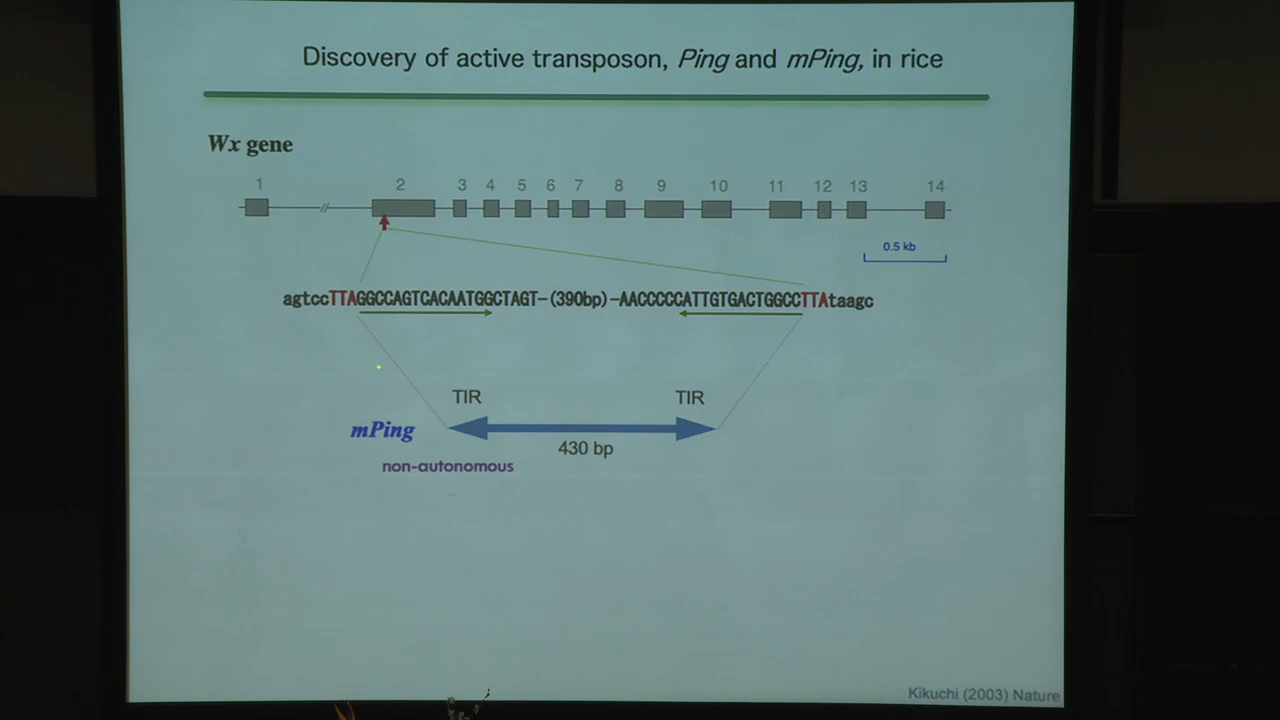 Discovery of active transposon, Ping and mPing, in rice
Wx gene
1 2 3 4 5 6 7 8 9 10 11 12 13 14
0.5 kb
agtccTTAGGCCAGTCACAATGGCTAGT-(390bp)-AACCCCCATTGTGACTGGCCTTAtaagc
TIR TIR
mPing
430 bp
non-autonomous
Kikuchi (2003) Nature